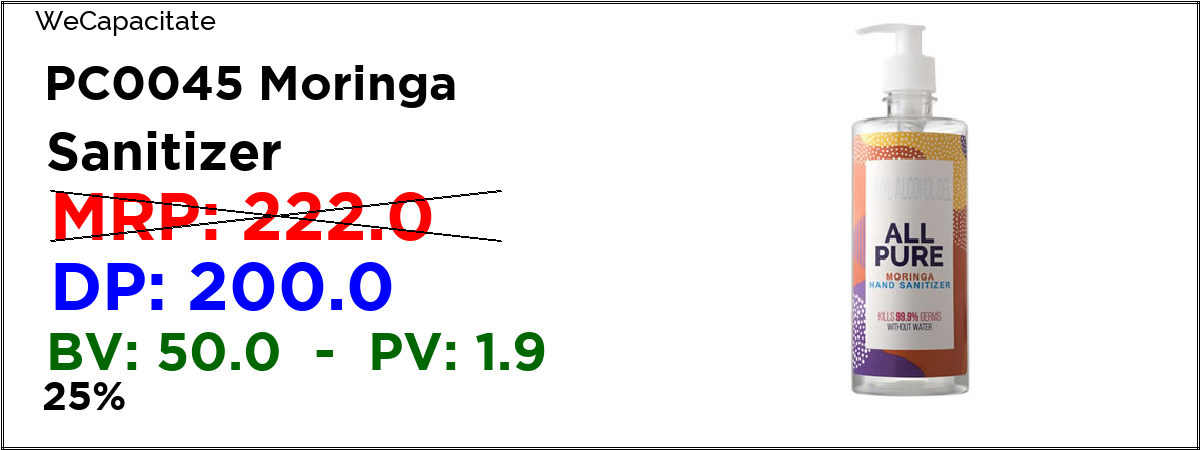 WeCapacitate
PC0045 Moringa
Sanitizer
MRP: 222.0
DP: 200.0
BV: 50.0 - PV: 1.9
25%
ALCOHOL GEL
ALL
PURE
MORINGA
HAND SANITIZER
KILLS 99.9% GERMS
WITHOUT WATER